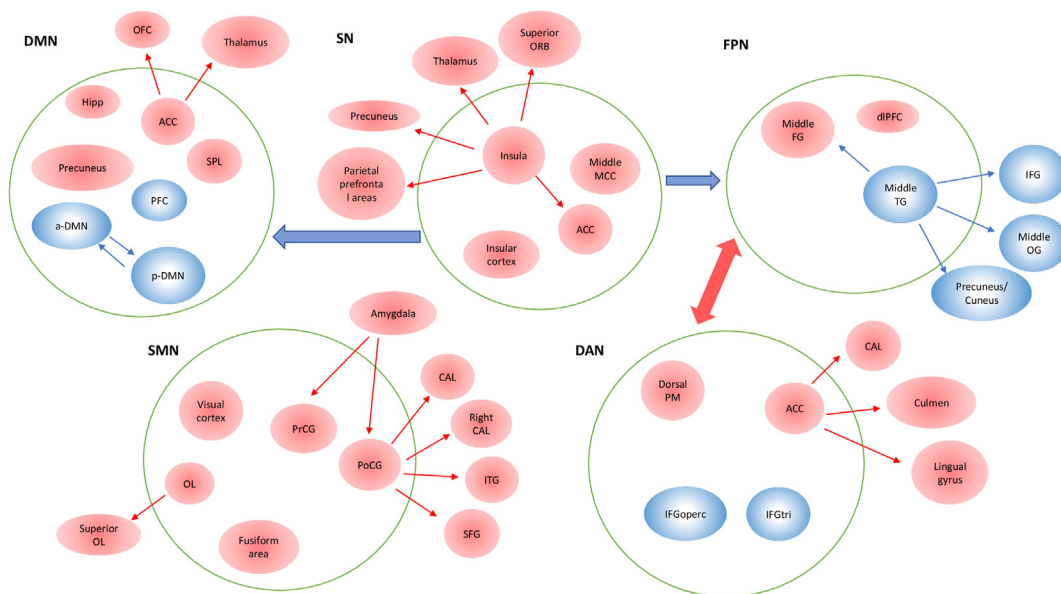 DMN
OFC
Thalamus
Hipp
ACC
Precuneus
SPL
PFC
a-DMN
p-DMN
SN
Superior
ORB
Thalamus
Precuneus
Insula
Parietal
prefronta
l areas
Middle
MCC
ACC
Insular
cortex
FPN
Middle
FG
dlPFC
Middle
TG
IFG
Middle
OG
Precuneus/
Cuneus
SMN
Amygdala
Visual
cortex
PrCG
CAL
Right
CAL
PoCG
ITG
OL
SFG
Superior
OL
Fusiform
area
DAN
CAL
Dorsal
PM
ACC
Culmen
Lingual
gyrus
IFGoperc
IFGtri